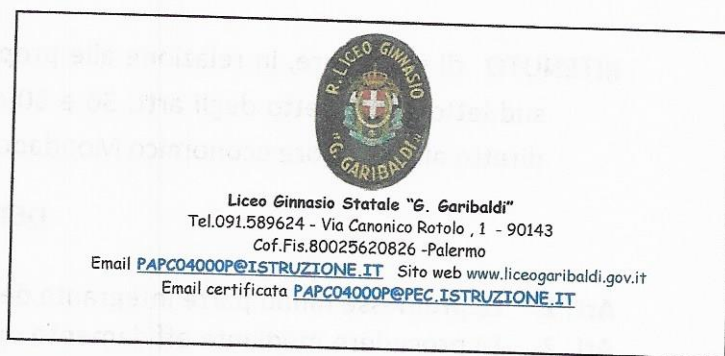 R. LICEO GINNASIO
"G. GARIBALDI"
Liceo Ginnasio Statale "G. Garibaldi"
Tel.091.589624 - Via Canonico Rotolo , 1 - 90143
Cof.Fis.80025620826 -Palermo
Email PAPC04000P@ISTRUZIONE.IT Sito web www.liceogaribaldi.gov.it
Email certificata PAPC04000P@PEC.ISTRUZIONE.IT